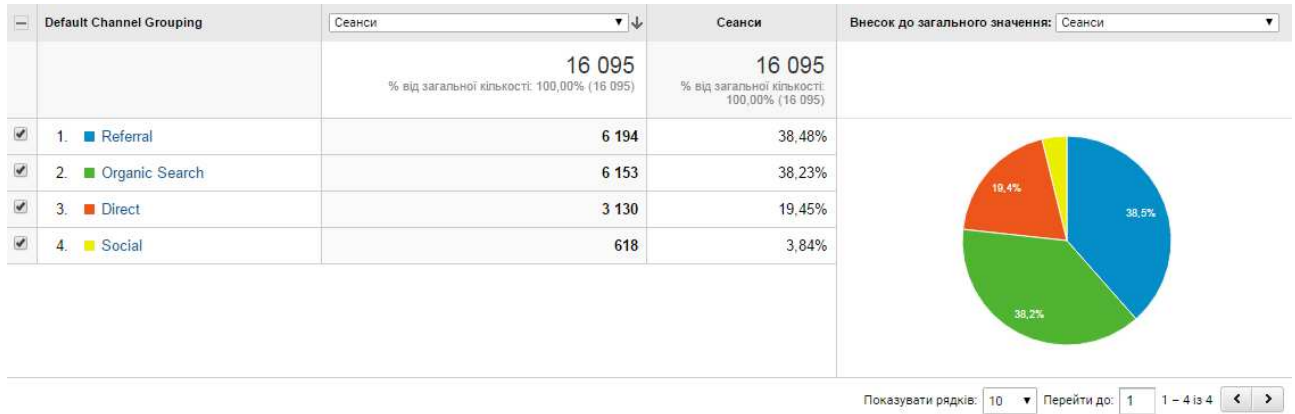 Default Channel Grouping Сеанси Сеанси Внесок до загального значення: Сеанси
16 095 16 095
% від загальної кількості: 100,00% (16 095) % від загальної кількості:
100,00% (16 095)
1. Referral 6 194 38,48%
2. Organic Search 6 153 38,23%
3. Direct 3 130 19,45%
4. Social 618 3,84%
19,4%
38,5%
38,2%
Показувати рядків: 10 Перейти до: 1 1 – 4 із 4